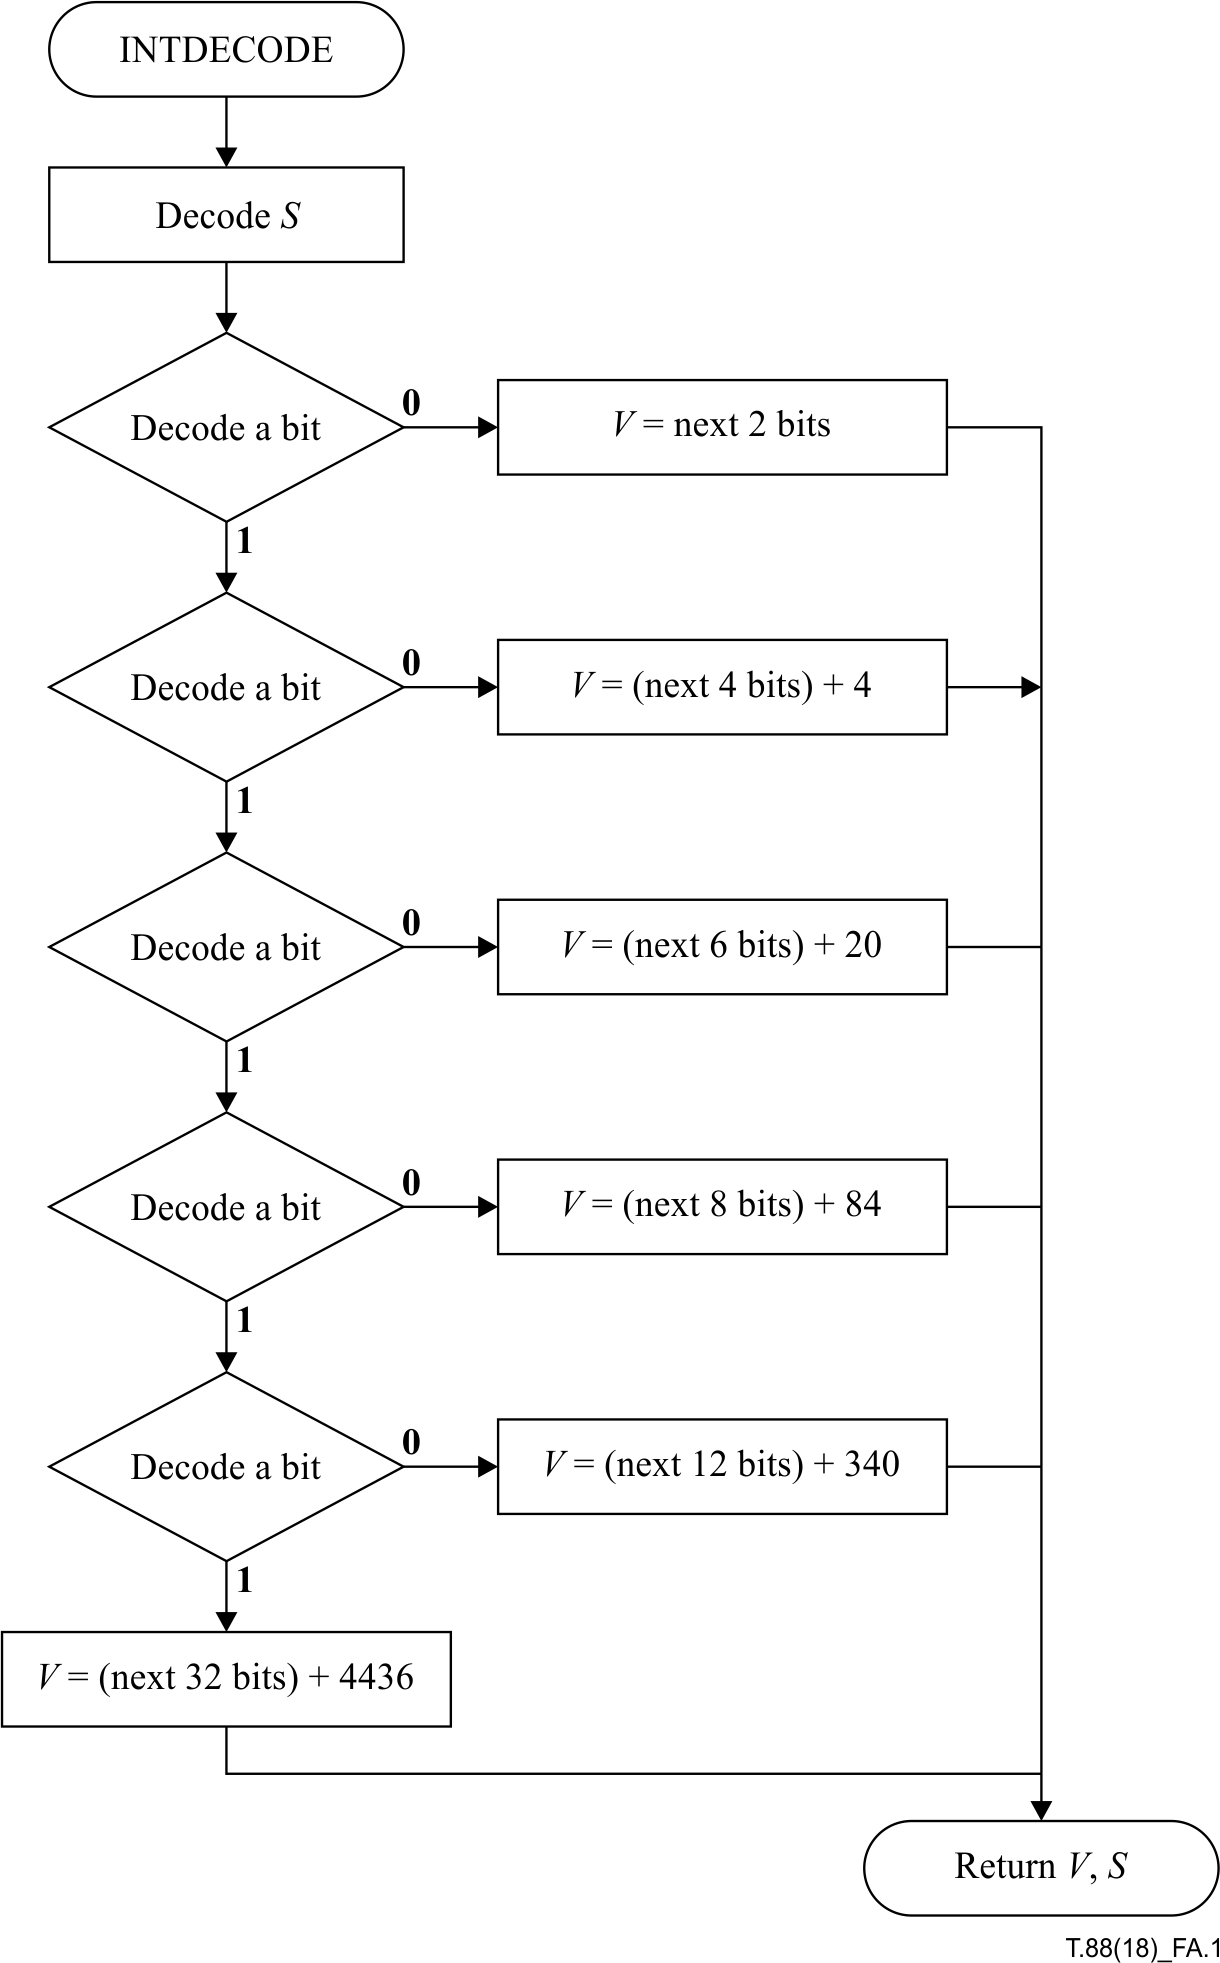 INTDECODE
Decode S
Decode a bit
0
V = next 2 bits
1
Decode a bit
0
V = (next 4 bits) + 4
1
Decode a bit
0
V = (next 6 bits) + 20
1
Decode a bit
0
V = (next 8 bits) + 84
1
Decode a bit
0
V = (next 12 bits) + 340
1
V = (next 32 bits) + 4436
Return V, S
T.88(18)_FA.1